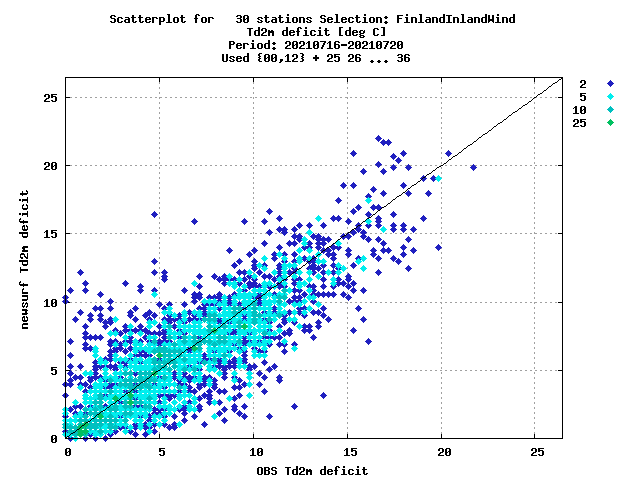 Scatterplot for   30 stations Selection: FinlandInlandWind
Td2m deficit [deg C]
Period: 20210716-20210720
Used {00,12} + 25 26 ... 36
2
5
10
25
25
20
15
10
5
0
newsurf Td2m deficit
0 5 10 15 20 25
OBS Td2m deficit